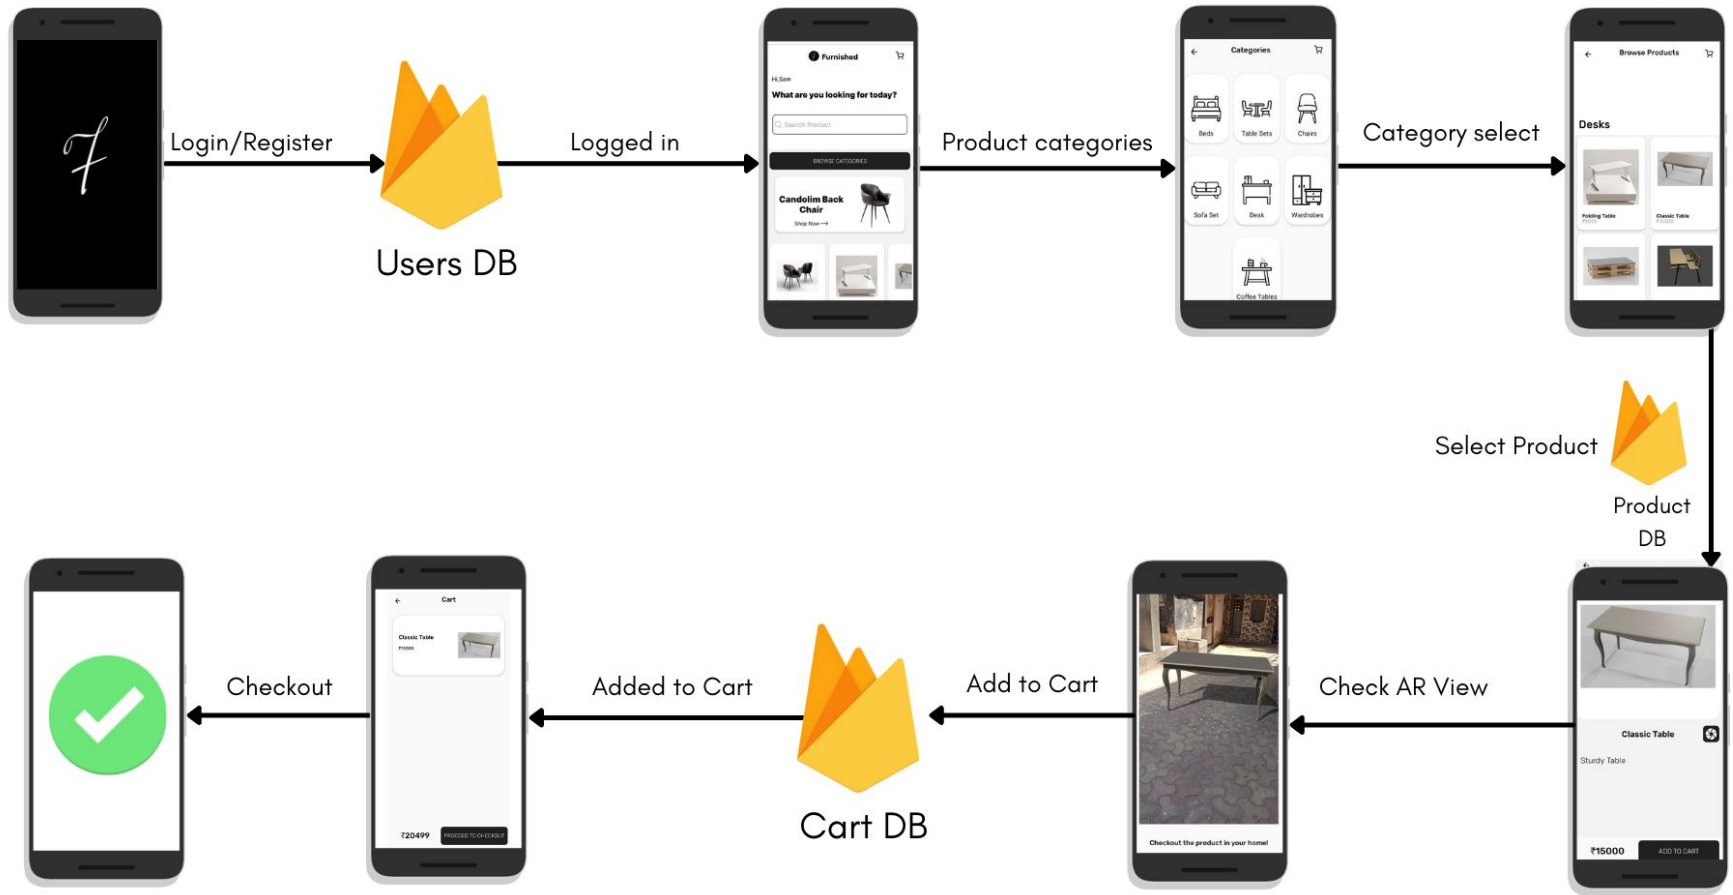 Login/Register
Users DB
Logged in
Furnished
Hi,Som
What are you looking for today?
Search Product
BROWSE CATEGORIES
Candolim Back
Chair
Shop Now
Product categories
Categories
Beds
Table Sets
Chairs
Sofa Set
Desk
Wardrobes
Coffee Tables
Category select
Browse Products
Desks
Folding Table
₹5000
Classic Table
₹15000
Select Product
Product
DB
Classic Table
Sturdy Table
₹15000
ADD TO CART
Check AR View
Checkout the product in your home!
Add to Cart
Cart DB
Added to Cart
Cart
Classic Table
₹15000
₹20499
PROCEED TO CHECKOUT
Checkout